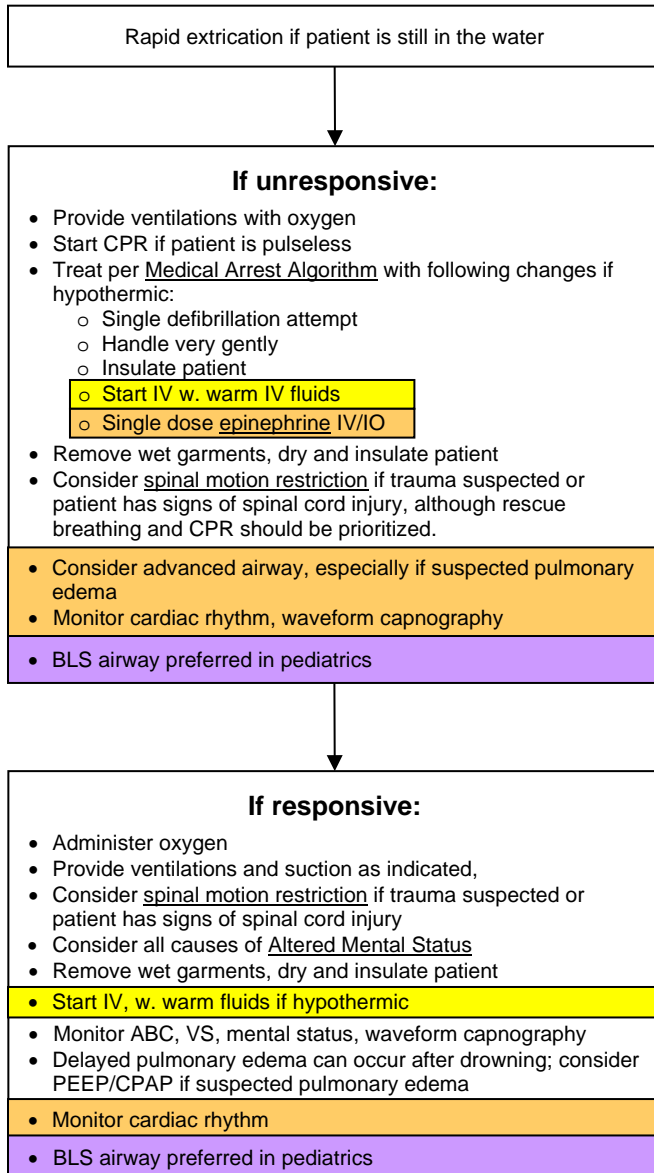 Rapid extrication if patient is still in the water
If unresponsive:
• Provide ventilations with oxygen
• Start CPR if patient is pulseless
• Treat per Medical Arrest Algorithm with following changes if
hypothermic:
o Single defibrillation attempt
o Handle very gently
o Insulate patient
o Start IV w. warm IV fluids
o Single dose epinephrine IV/IO
• Remove wet garments, dry and insulate patient
• Consider spinal motion restriction if trauma suspected or
patient has signs of spinal cord injury, although rescue
breathing and CPR should be prioritized.
• Consider advanced airway, especially if suspected pulmonary
edema
• Monitor cardiac rhythm, waveform capnography
• BLS airway preferred in pediatrics
If responsive:
• Administer oxygen
• Provide ventilations and suction as indicated,
• Consider spinal motion restriction if trauma suspected or
patient has signs of spinal cord injury
• Consider all causes of Altered Mental Status
• Remove wet garments, dry and insulate patient
• Start IV, w. warm fluids if hypothermic
• Monitor ABC, VS, mental status, waveform capnography
• Delayed pulmonary edema can occur after drowning; consider
PEEP/CPAP if suspected pulmonary edema
• Monitor cardiac rhythm
• BLS airway preferred in pediatrics